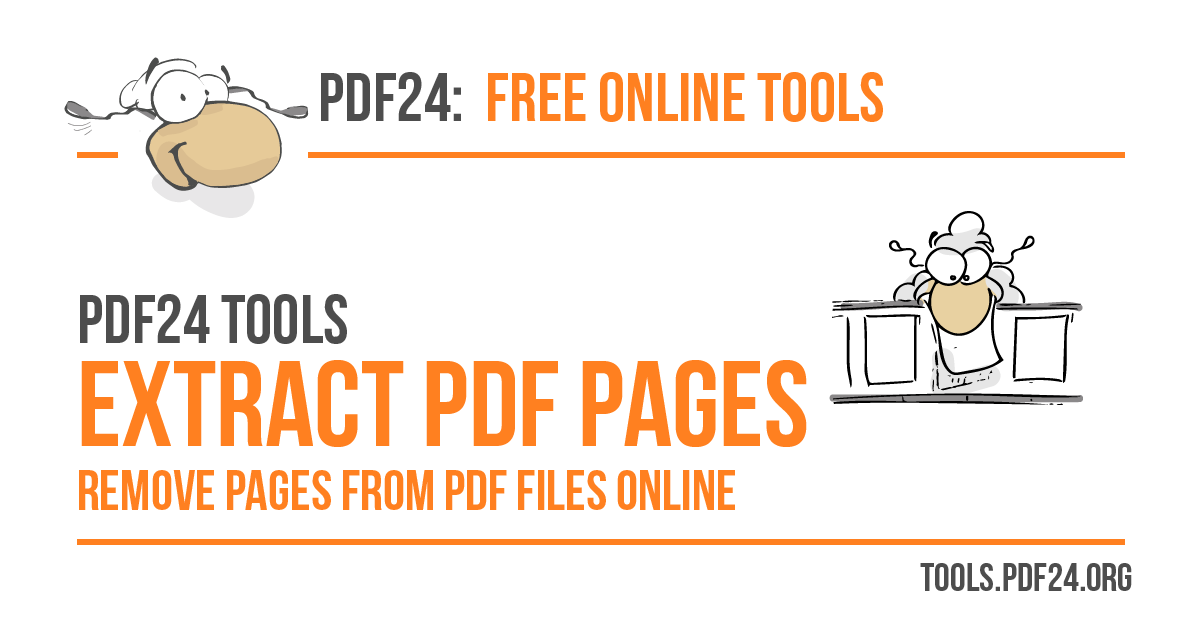 PDF24: FREE ONLINE TOOLS
PDF24 TOOLS
EXTRACT PDF PAGES
REMOVE PAGES FROM PDF FILES ONLINE
TOOLS.PDF24.ORG